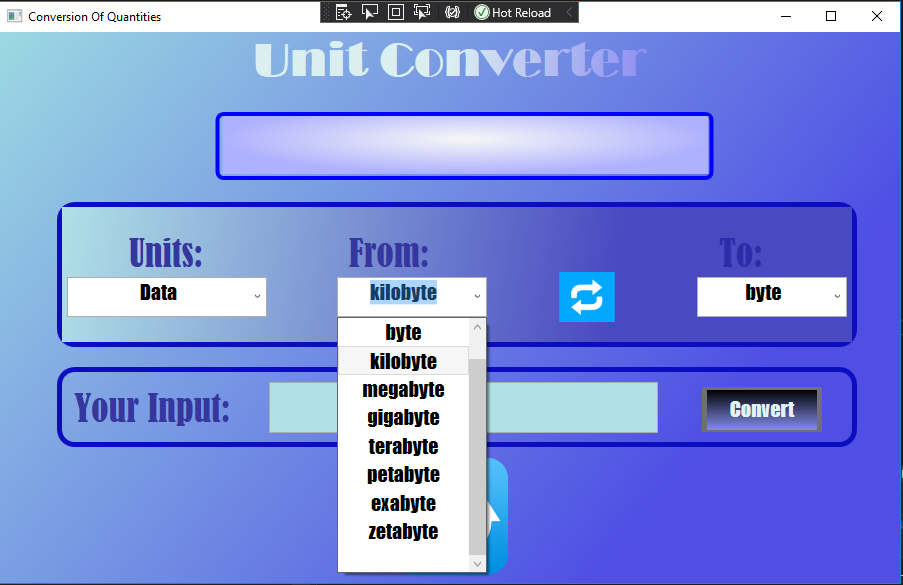 Conversion Of Quantities
Hot Reload
Unit Converter
Units: From: To:
Data kilobyte byte
byte
kilobyte
megabyte
gigabyte
terabyte
petabyte
exabyte
zetabyte
Your Input: Convert